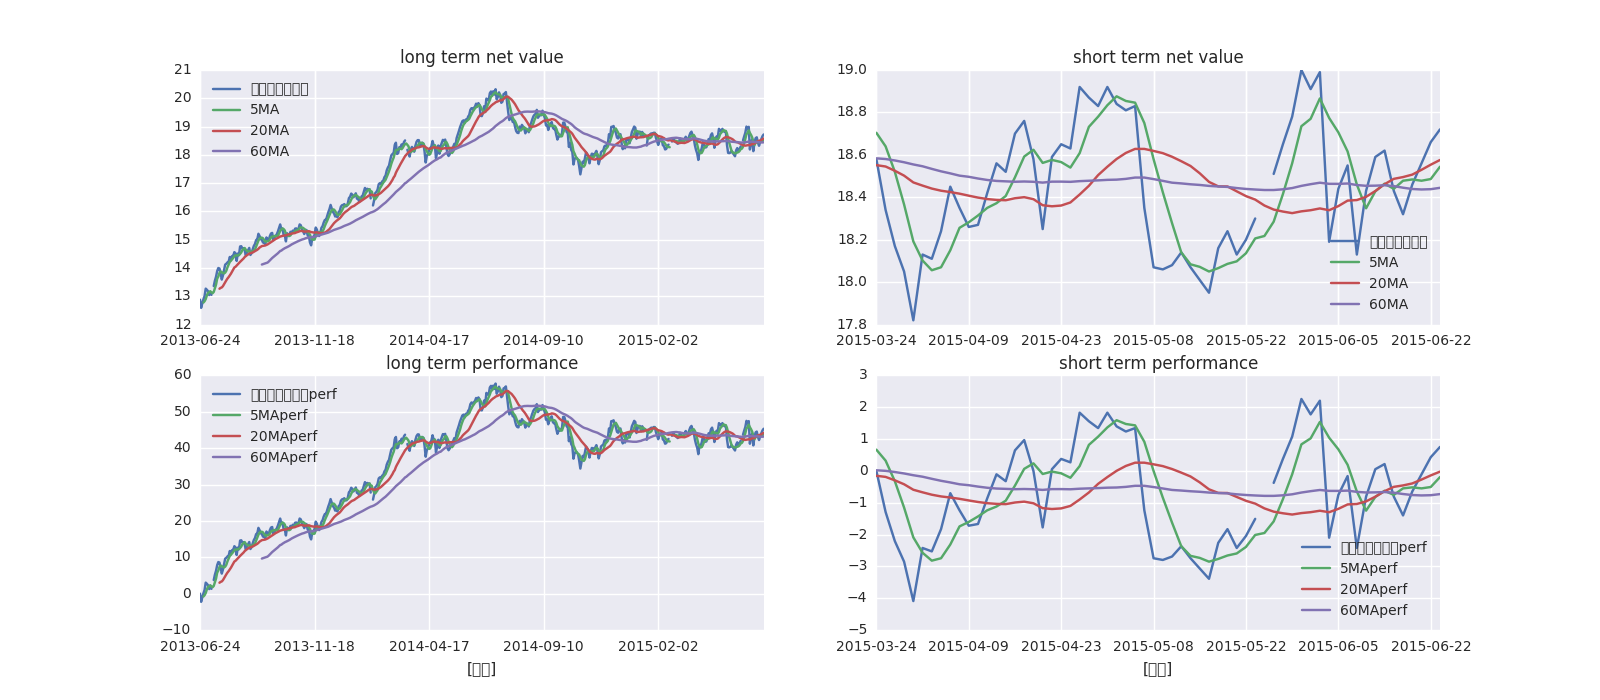 long term net value
21
20
19
18
17
16
15
14
13
12
5MA
20MA
60MA
2013-06-24 2013-11-18 2014-04-17 2014-09-10 2015-02-02
short term net value
19.0
18.8
18.6
18.4
18.2
18.0
17.8
5MA
20MA
60MA
2015-03-24 2015-04-09 2015-04-23 2015-05-08 2015-05-22 2015-06-05 2015-06-22
long term performance
60
50
40
30
20
10
0
−10
perf
5MAperf
20MAperf
60MAperf
2013-06-24 2013-11-18 2014-04-17 2014-09-10 2015-02-02
short term performance
3
2
1
0
−1
−2
−3
−4
−5
perf
5MAperf
20MAperf
60MAperf
2015-03-24 2015-04-09 2015-04-23 2015-05-08 2015-05-22 2015-06-05 2015-06-22